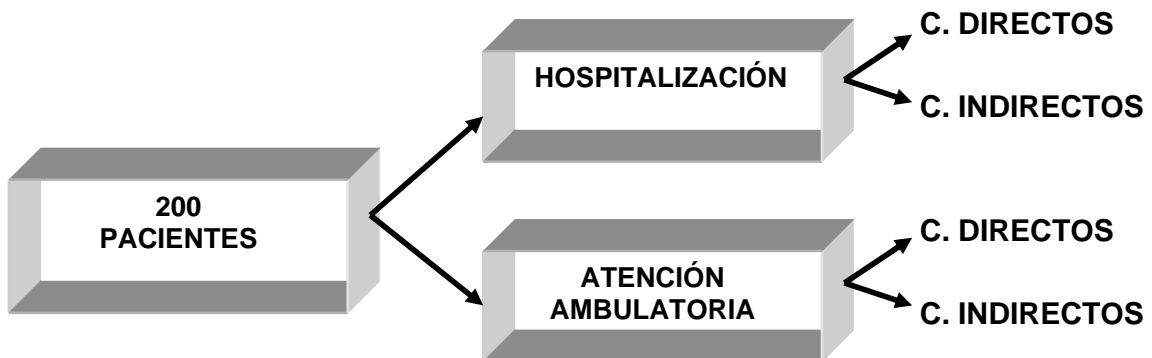 200
PACIENTES
HOSPITALIZACIÓN
C. DIRECTOS
C. INDIRECTOS
ATENCIÓN
AMBULATORIA
C. DIRECTOS
C. INDIRECTOS